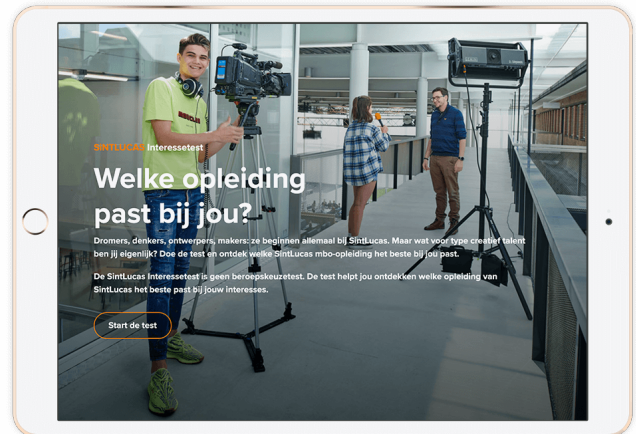 SINTLUCAS Interessetest
Welke opleiding
past bij jou?
Dromers, denkers, ontwerpers, makers: ze beginnen allemaal bij SintLucas. Maar wat voor type creatief talent
ben jij eigenlijk? Doe de test en ontdek welke SintLucas mbo-opleiding het beste bij jou past.
De SintLucas Interessetest is geen beroepskeuzetest. De test helpt jou ontdekken welke opleiding van
SintLucas het beste past bij jouw interesses.
Start de test